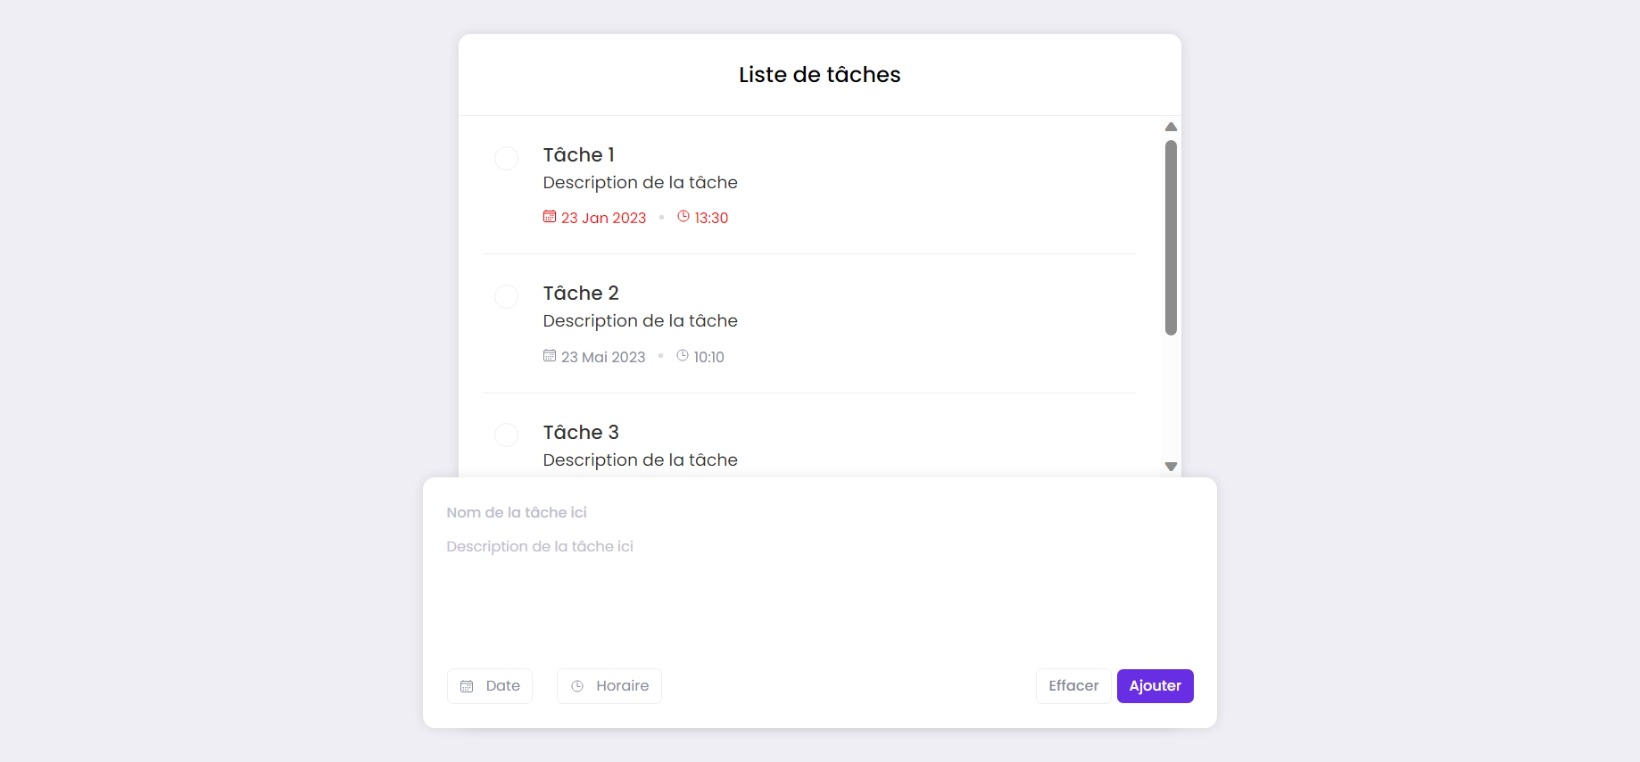 Liste de tâches
Tâche 1
Description de la tâche
23 Jan 2023 • 13:30
Tâche 2
Description de la tâche
23 Mai 2023 • 10:10
Tâche 3
Description de la tâche
Nom de la tâche ici
Description de la tâche ici
Date Horaire Effacer Ajouter